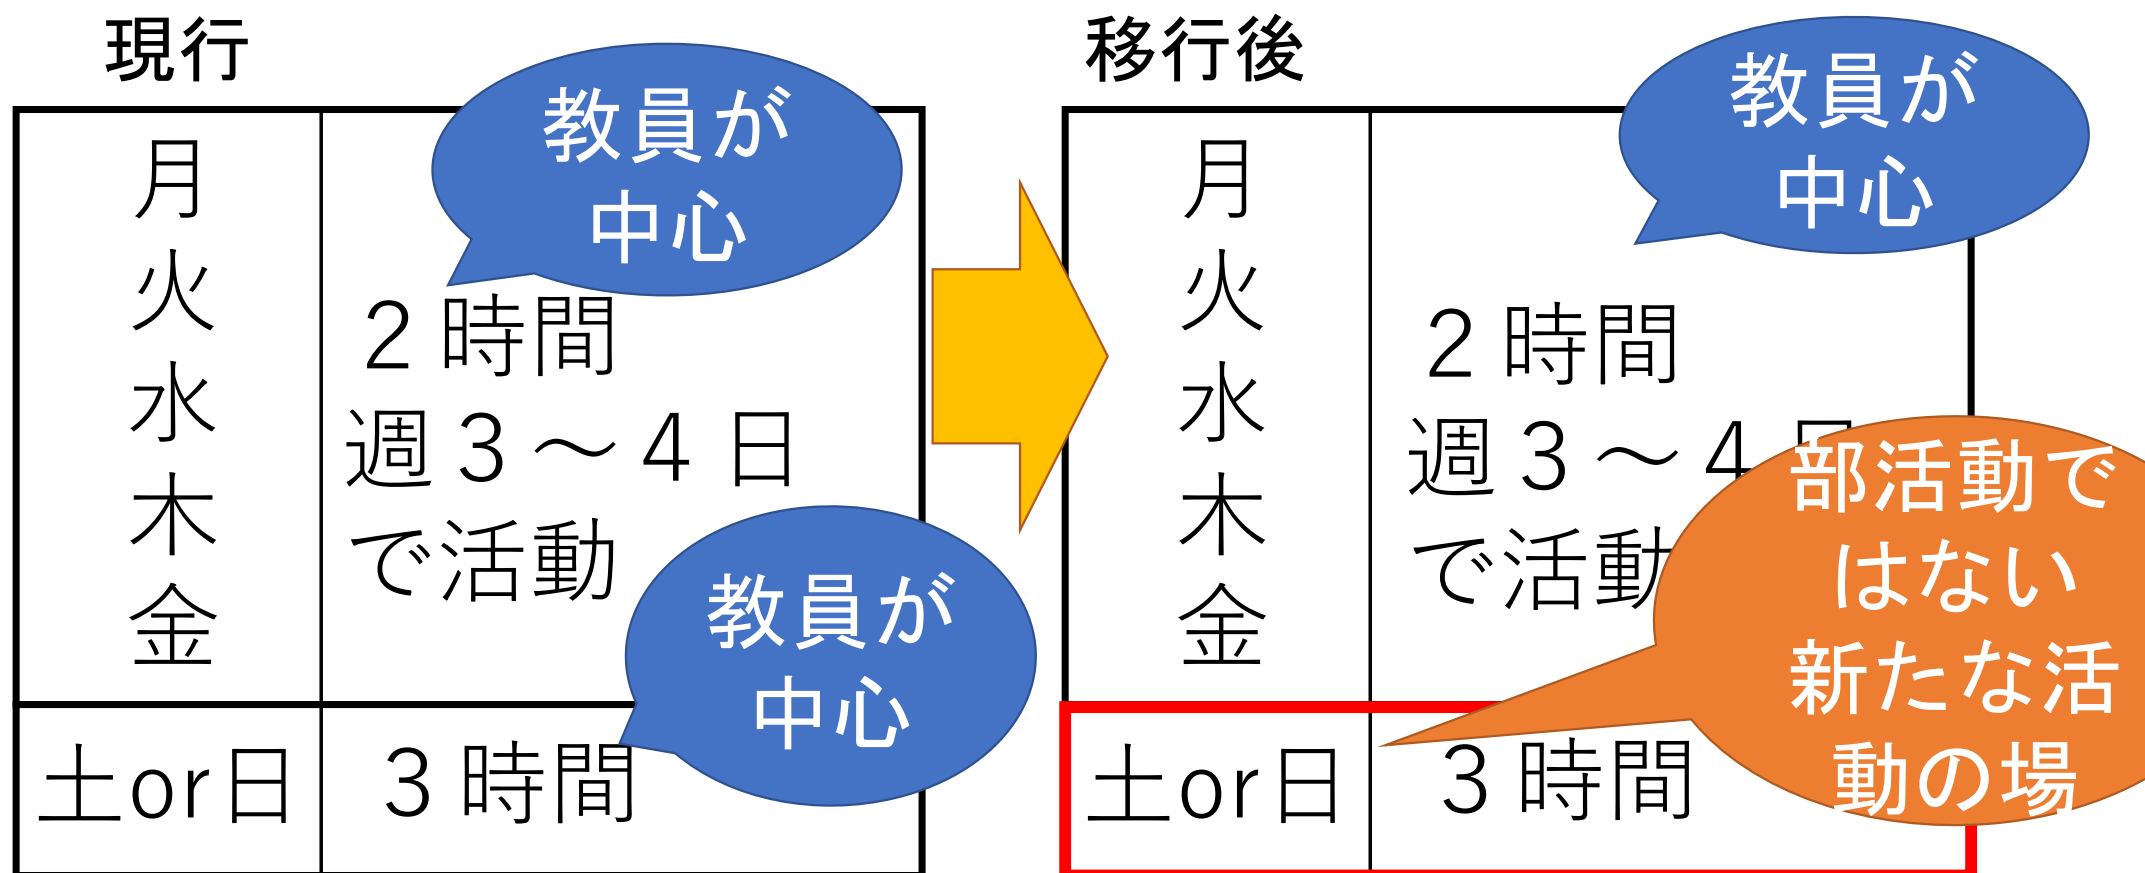 現行
教員が
中心
月
火
水
木
金
２時間
週３～４日
で活動
教員が
中心
土or日
３時間
移行後
教員が
中心
月
火
水
木
金
２時間
週３～４日
で活動
部活動で
はない
新たな活
動の場
土or日
３時間